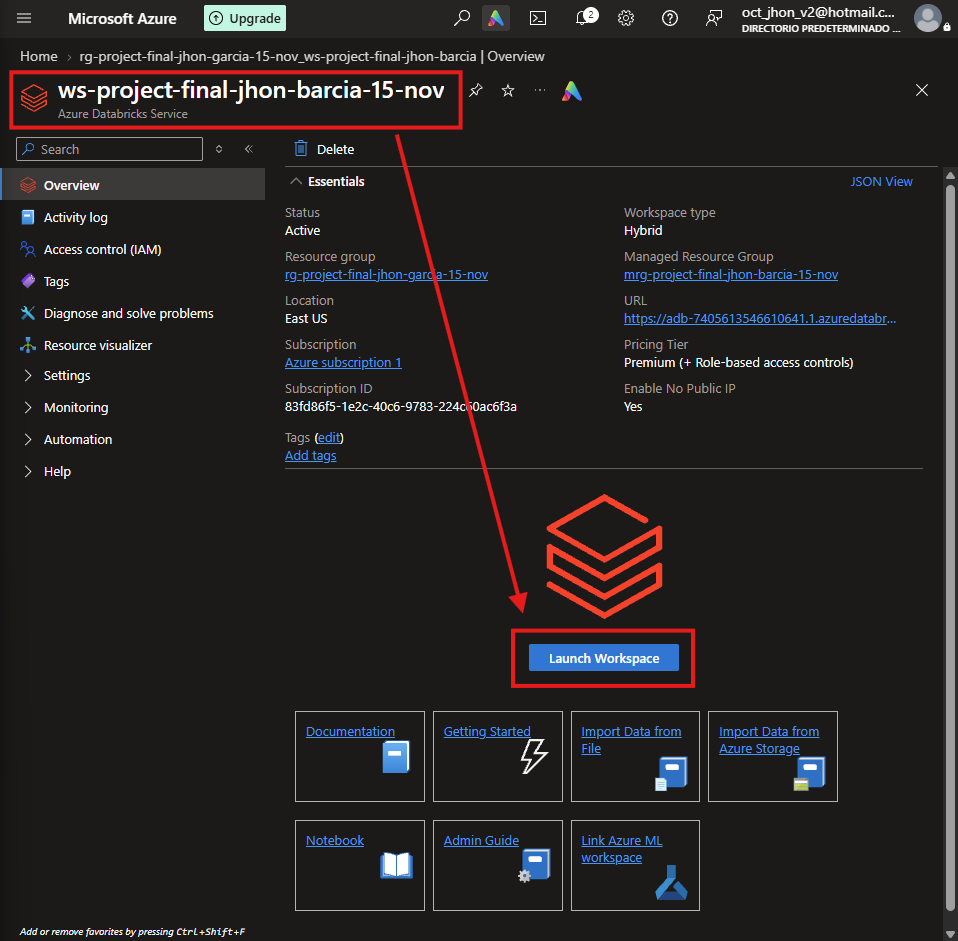 Microsoft Azure
Upgrade
2
oct_jhon_v2@hotmail.c...
DIRECTORIO PREDETERMINADO ...
Home > rg-project-final-jhon-garcia-15-nov_ws-project-final-jhon-barcia | Overview
ws-project-final-jhon-barcia-15-nov
Azure Databricks Service
Search
Delete
Overview
Activity log
Access control (IAM)
Tags
Diagnose and solve problems
Resource visualizer
Settings
Monitoring
Automation
Help
Essentials
JSON View
Status
Active
Resource group
rg-project-final-jhon-garcia-15-nov
Location
East US
Subscription
Azure subscription 1
Subscription ID
83fd86f5-1e2c-40c6-9783-224c60ac6f3a
Workspace type
Hybrid
Managed Resource Group
mrg-project-final-jhon-barcia-15-nov
URL
https://adb-7405613546610641.1.azuredatabr...
Pricing Tier
Premium (+ Role-based access controls)
Enable No Public IP
Yes
Tags (edit)
Add tags
Launch Workspace
Documentation
Getting Started
Import Data from
File
Import Data from
Azure Storage
Notebook
Admin Guide
Link Azure ML
workspace
Add or remove favorites by pressing Ctrl+Shift+F